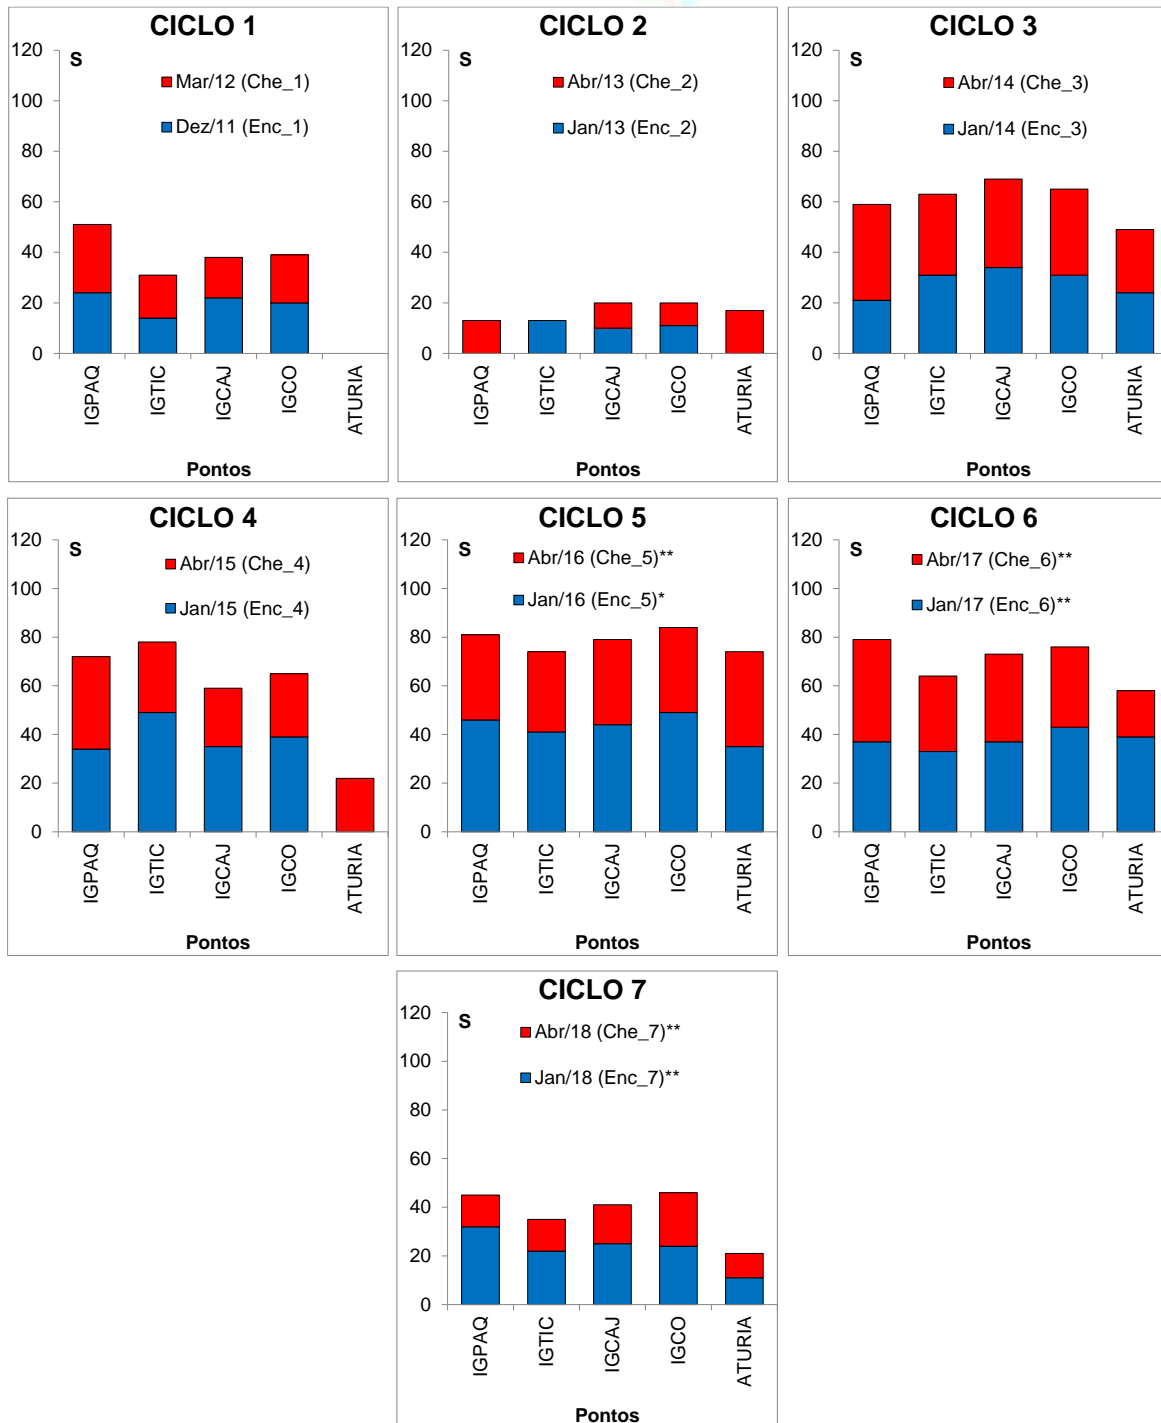 CICLO 1
S
Mar/12 (Che_1)
Dez/11 (Enc_1)
120
100
80
60
40
20
0
IGPAQ
IGTIC
IGCAJ
IGCO
ATURIA
Pontos
CICLO 2
S
Abr/13 (Che_2)
Jan/13 (Enc_2)
120
100
80
60
40
20
0
IGPAQ
IGTIC
IGCAJ
IGCO
ATURIA
Pontos
CICLO 3
S
Abr/14 (Che_3)
Jan/14 (Enc_3)
120
100
80
60
40
20
0
IGPAQ
IGTIC
IGCAJ
IGCO
ATURIA
Pontos
CICLO 4
S
Abr/15 (Che_4)
Jan/15 (Enc_4)
120
100
80
60
40
20
0
IGPAQ
IGTIC
IGCAJ
IGCO
ATURIA
Pontos
CICLO 5
S
Abr/16 (Che_5)**
Jan/16 (Enc_5)*
120
100
80
60
40
20
0
IGPAQ
IGTIC
IGCAJ
IGCO
ATURIA
Pontos
CICLO 6
S
Abr/17 (Che_6)**
Jan/17 (Enc_6)**
120
100
80
60
40
20
0
IGPAQ
IGTIC
IGCAJ
IGCO
ATURIA
Pontos
CICLO 7
S
Abr/18 (Che_7)**
Jan/18 (Enc_7)**
120
100
80
60
40
20
0
IGPAQ
IGTIC
IGCAJ
IGCO
ATURIA
Pontos